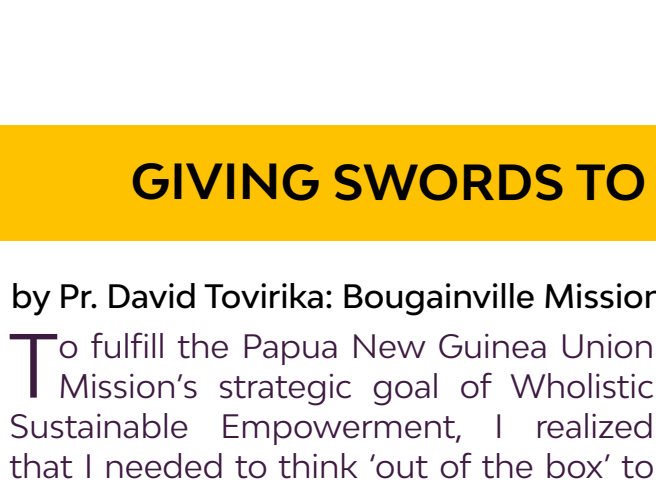 GIVING SWORDS TO
by Pr. David Tovirika: Bougainville Mission
To fulfill the Papua New Guinea Union
Mission’s strategic goal of Wholistic
Sustainable Empowerment, I realized
that I needed to think ‘out of the box’ to